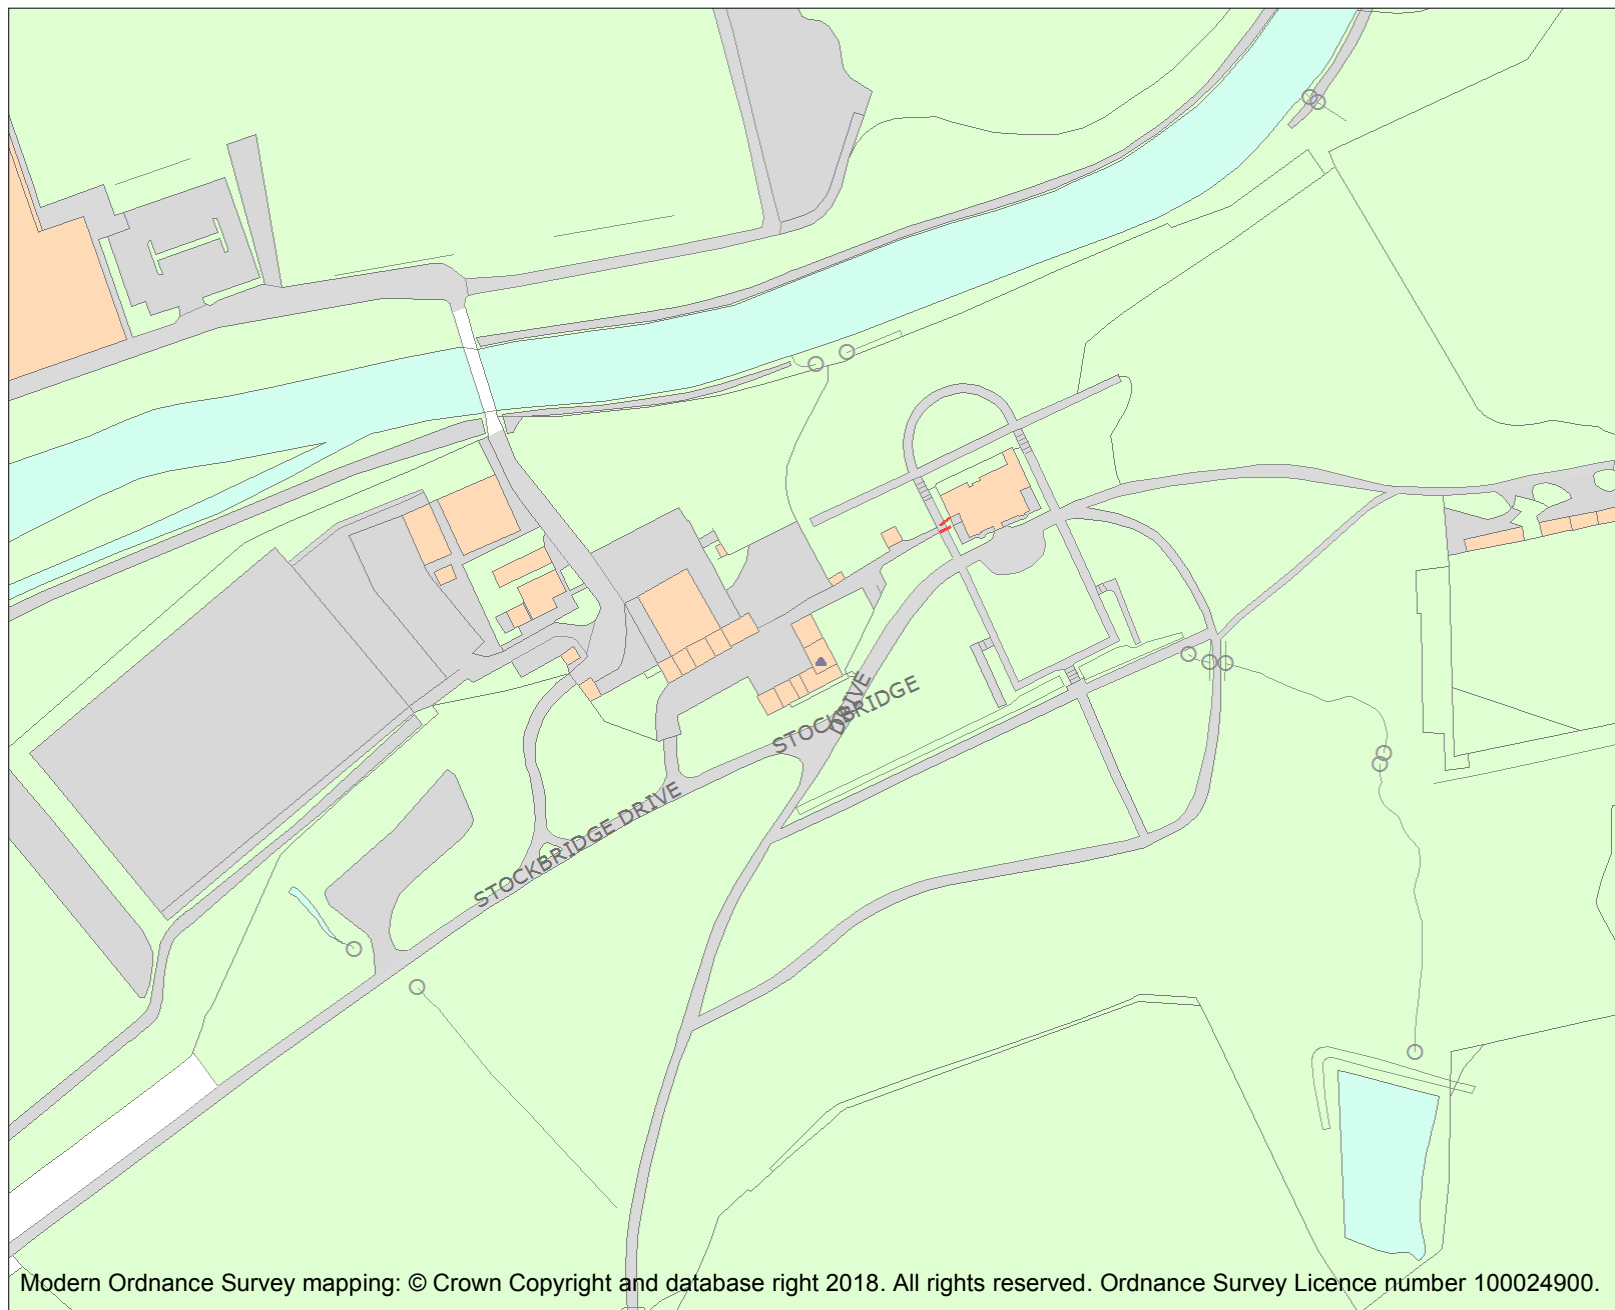 STOCKBRIDGE
DRIVE
STOCKBRIDGE DRIVE
Modern Ordnance Survey mapping: © Crown Copyright and database right 2018. All rights reserved. Ordnance Survey Licence number 100024900.